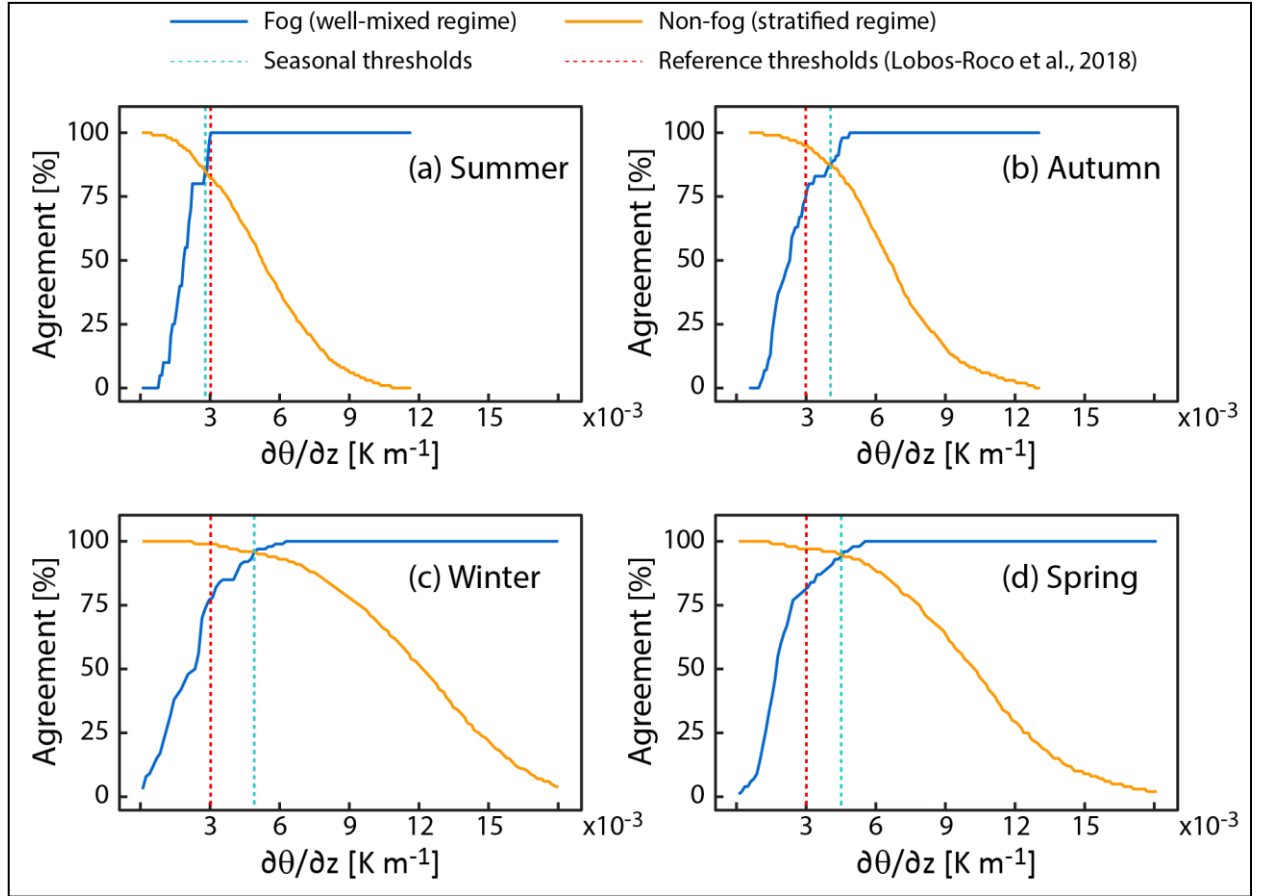 Fog (well-mixed regime) Non-fog (stratified regime)
Seasonal thresholds Reference thresholds (Lobos-Roco et al., 2018)
100
75
50
25
0
Agreement [%]
(a) Summer
3 6 9 12 15 x10⁻³
∂θ/∂z [K m⁻¹]
100
75
50
25
0
Agreement [%]
(b) Autumn
3 6 9 12 15 x10⁻³
∂θ/∂z [K m⁻¹]
100
75
50
25
0
Agreement [%]
(c) Winter
3 6 9 12 15 x10⁻³
∂θ/∂z [K m⁻¹]
100
75
50
25
0
Agreement [%]
(d) Spring
3 6 9 12 15 x10⁻³
∂θ/∂z [K m⁻¹]